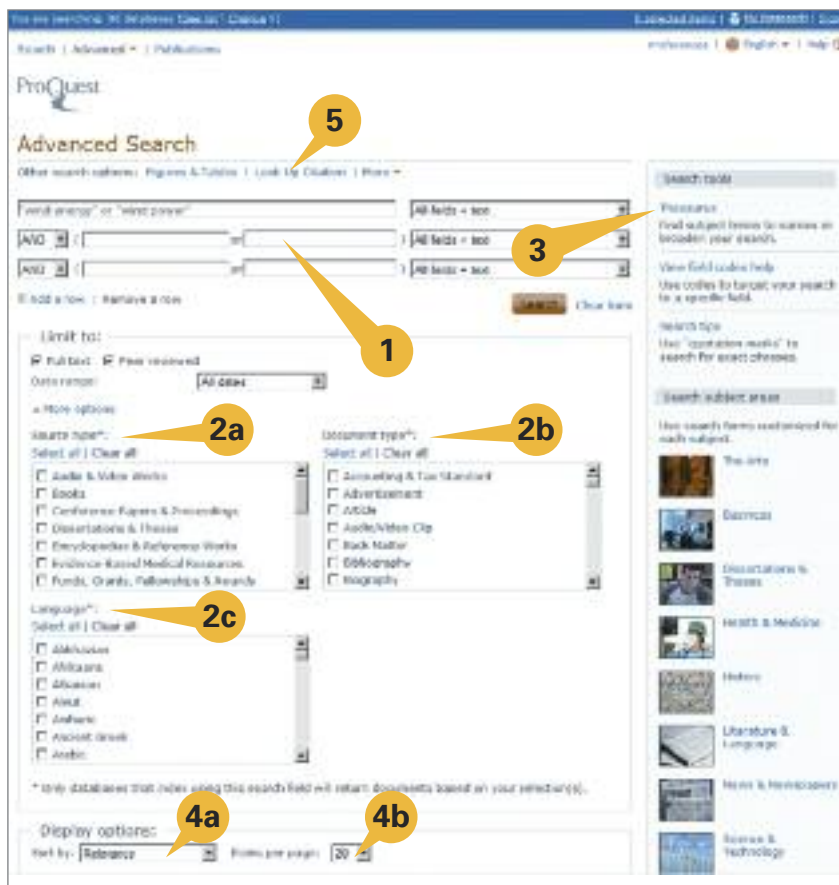 You are searching:
Search | Advanced | Publications
Preferences | English | Help
ProQuest
5
Advanced Search
Other search options: Figures & Tables | Look Up Citation | More
Search tools
"wind energy" or "wind power"
All fields + text
Thesaurus
3
Find subject terms to narrow or
broaden your search.
AND ( or ) All fields + text
AND ( or ) All fields + text
View field codes help
Use codes to target your search
to a specific field.
Add a row | Remove a row
Search Clear form
1
Search tips
Use "quotation marks" to
search for exact phrases.
Limit to:
Full text Peer reviewed
Date range: All dates
Search subject areas
More options
Use search forms customized for
each subject.
2a
2b
Source type*:
Document type*:
Select all | Clear all
Select all | Clear all
Audio & Video Works
Books
Conference Papers & Proceedings
Dissertations & Theses
Encyclopedias & Reference Works
Evidence-Based Medical Resources
Funds, Grants, Fellowships & Awards
Accounting & Tax Standard
Advertisement
Article
Audio/Video Clip
Back Matter
Bibliography
Biography
The Arts
Business
Dissertations &
Theses
Health & Medicine
History
Literature &
Language
News & Newspapers
Science &
Technology
2c
Language*:
Select all | Clear all
Abkhazian
Afrikaans
Albanian
Aleut
Amharic
Ancient Greek
Arabic
* Only databases that index using this search field will return documents based on your selection(s).
4a
4b
Display options:
Sort by: Relevance
Items per page: 20